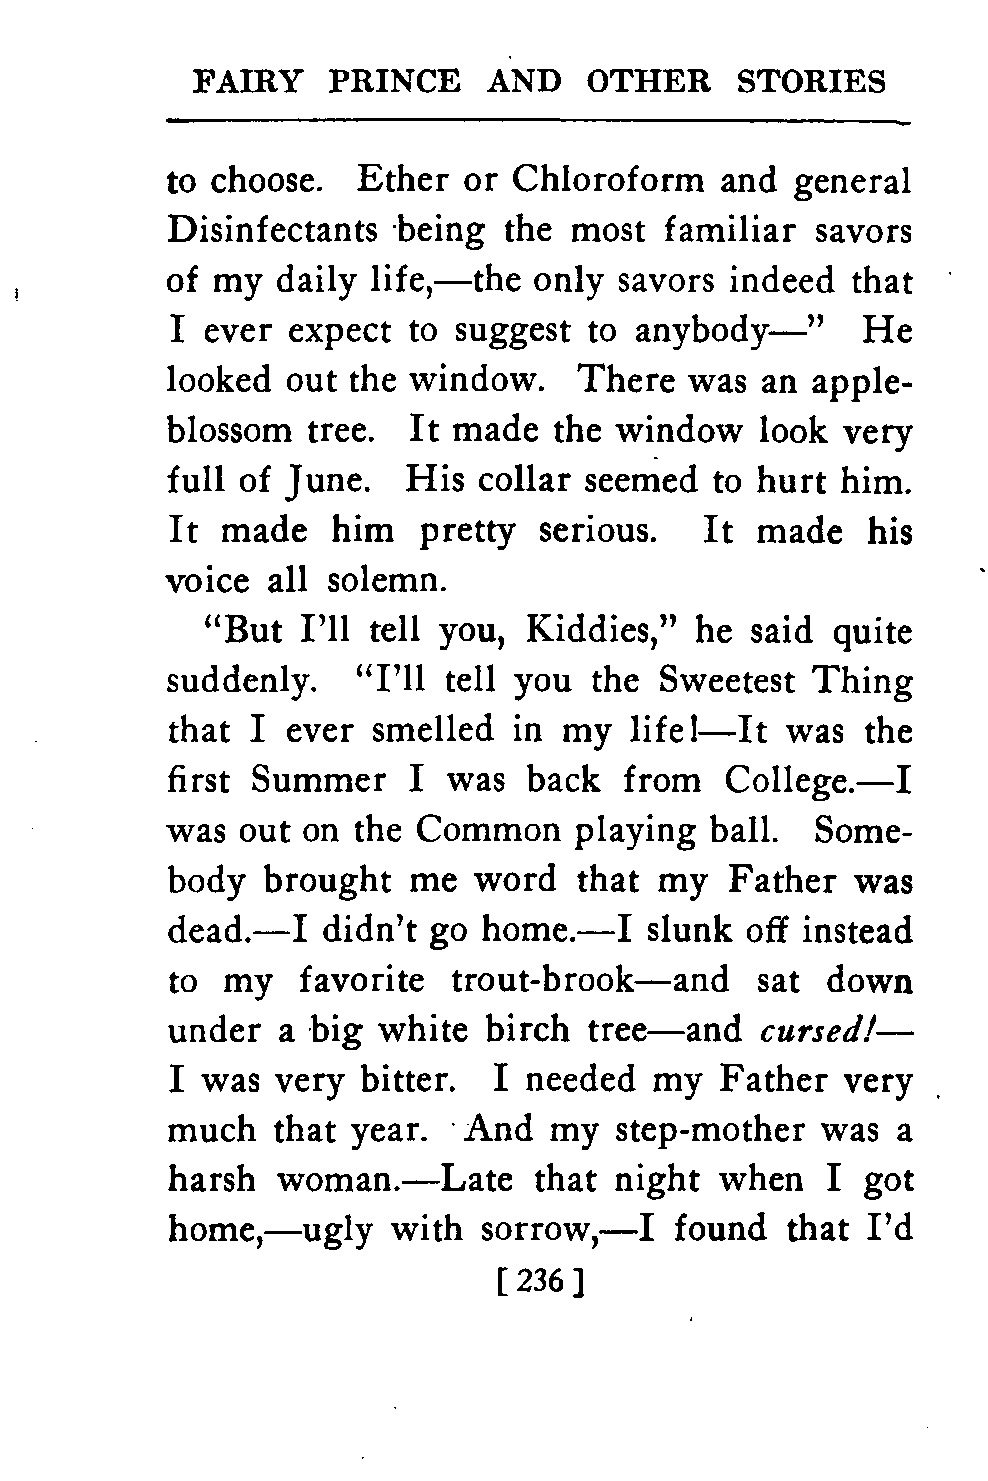 FAIRY PRINCE AND OTHER STORIES
to choose. Ether or Chloroform and general
Disinfectants being the most familiar savors
of my daily life,—the only savors indeed that
I ever expect to suggest to anybody—” He
looked out the window. There was an apple-
blossom tree. It made the window look very
full of June. His collar seemed to hurt him.
It made him pretty serious. It made his
voice all solemn.
“But I’ll tell you, Kiddies,” he said quite
suddenly. “I’ll tell you the Sweetest Thing
that I ever smelled in my life!—It was the
first Summer I was back from College.—I
was out on the Common playing ball. Some-
body brought me word that my Father was
dead.—I didn’t go home.—I slunk off instead
to my favorite trout-brook—and sat down
under a big white birch tree—and cursed!—
I was very bitter. I needed my Father very
much that year. And my step-mother was a
harsh woman.—Late that night when I got
home,—ugly with sorrow,—I found that I’d
[ 236 ]